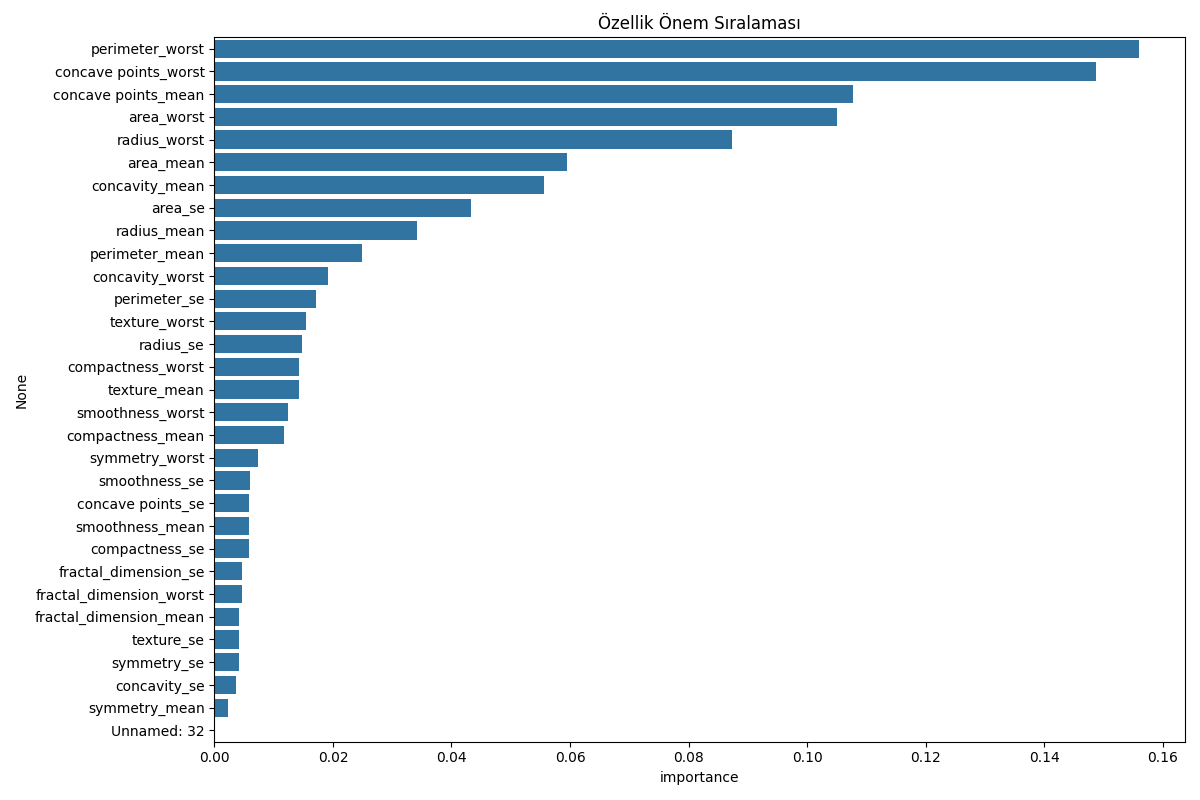 Özellik Önem Sıralaması
perimeter_worst
concave points_worst
concave points_mean
area_worst
radius_worst
area_mean
concavity_mean
area_se
radius_mean
perimeter_mean
concavity_worst
perimeter_se
texture_worst
radius_se
compactness_worst
texture_mean
smoothness_worst
compactness_mean
symmetry_worst
smoothness_se
concave points_se
smoothness_mean
compactness_se
fractal_dimension_se
fractal_dimension_worst
fractal_dimension_mean
texture_se
symmetry_se
concavity_se
symmetry_mean
Unnamed: 32
None
0.00 0.02 0.04 0.06 0.08 0.10 0.12 0.14 0.16
importance